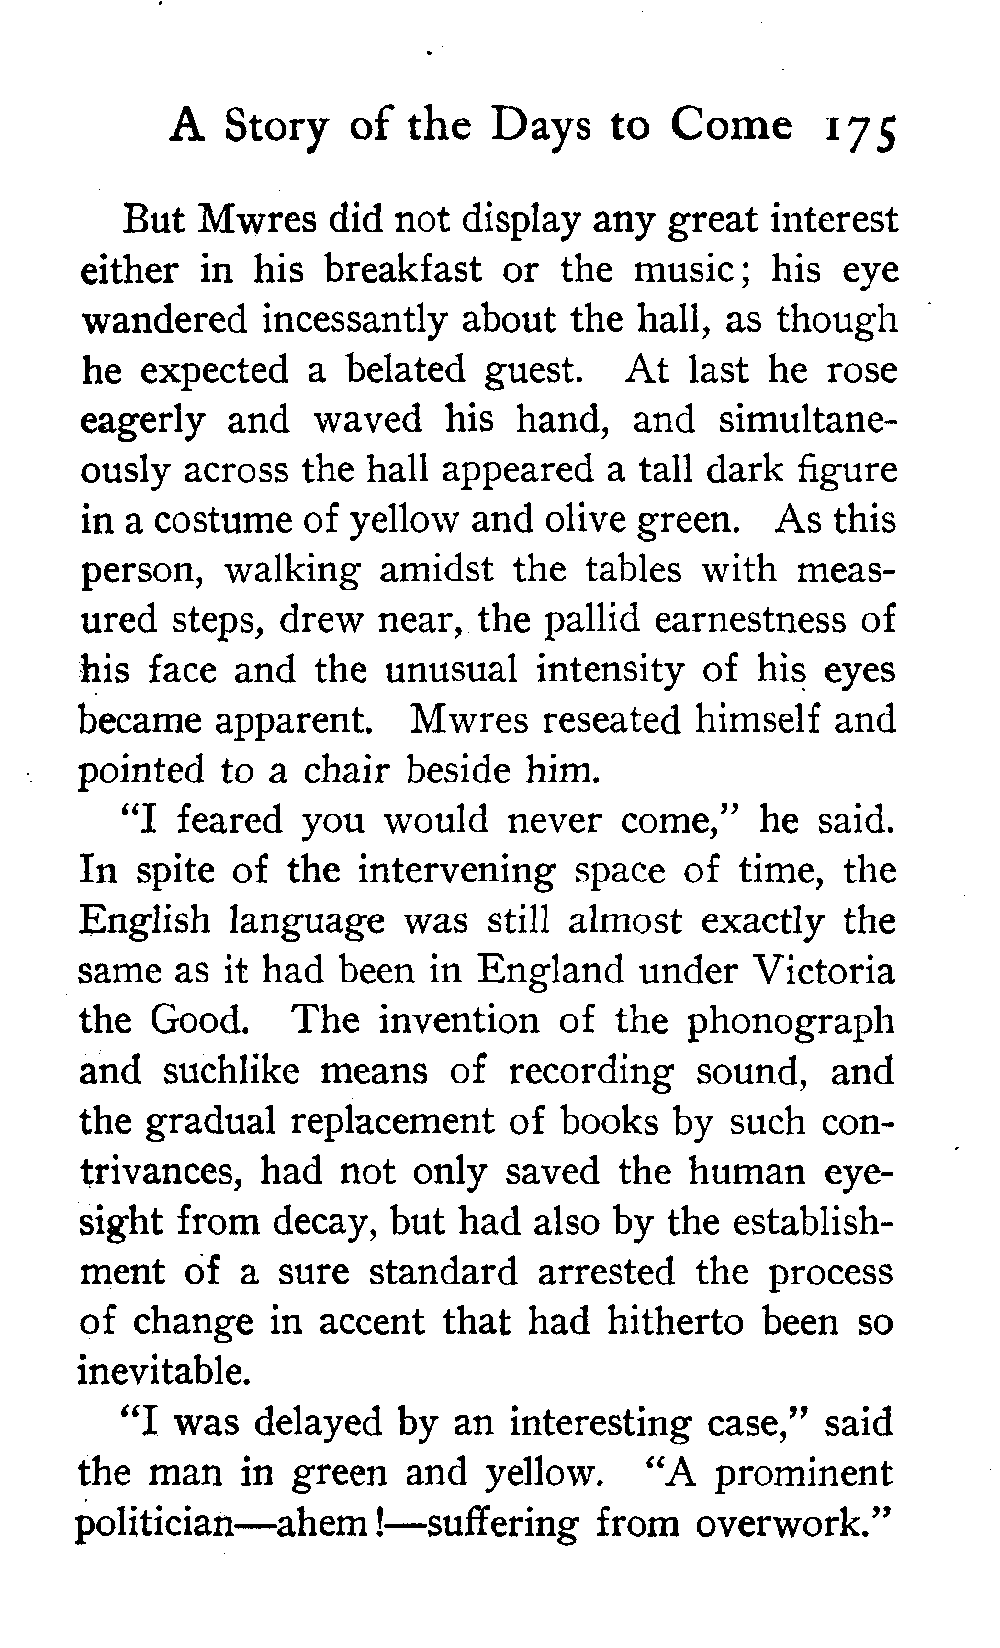 A Story of the Days to Come 175
But Mwres did not display any great interest
either in his breakfast or the music; his eye
wandered incessantly about the hall, as though
he expected a belated guest. At last he rose
eagerly and waved his hand, and simultane-
ously across the hall appeared a tall dark figure
in a costume of yellow and olive green. As this
person, walking amidst the tables with meas-
ured steps, drew near, the pallid earnestness of
his face and the unusual intensity of his eyes
became apparent. Mwres reseated himself and
pointed to a chair beside him.
"I feared you would never come," he said.
In spite of the intervening space of time, the
English language was still almost exactly the
same as it had been in England under Victoria
the Good. The invention of the phonograph
and suchlike means of recording sound, and
the gradual replacement of books by such con-
trivances, had not only saved the human eye-
sight from decay, but had also by the establish-
ment of a sure standard arrested the process
of change in accent that had hitherto been so
inevitable.
"I was delayed by an interesting case," said
the man in green and yellow. "A prominent
politician—ahem!—suffering from overwork."